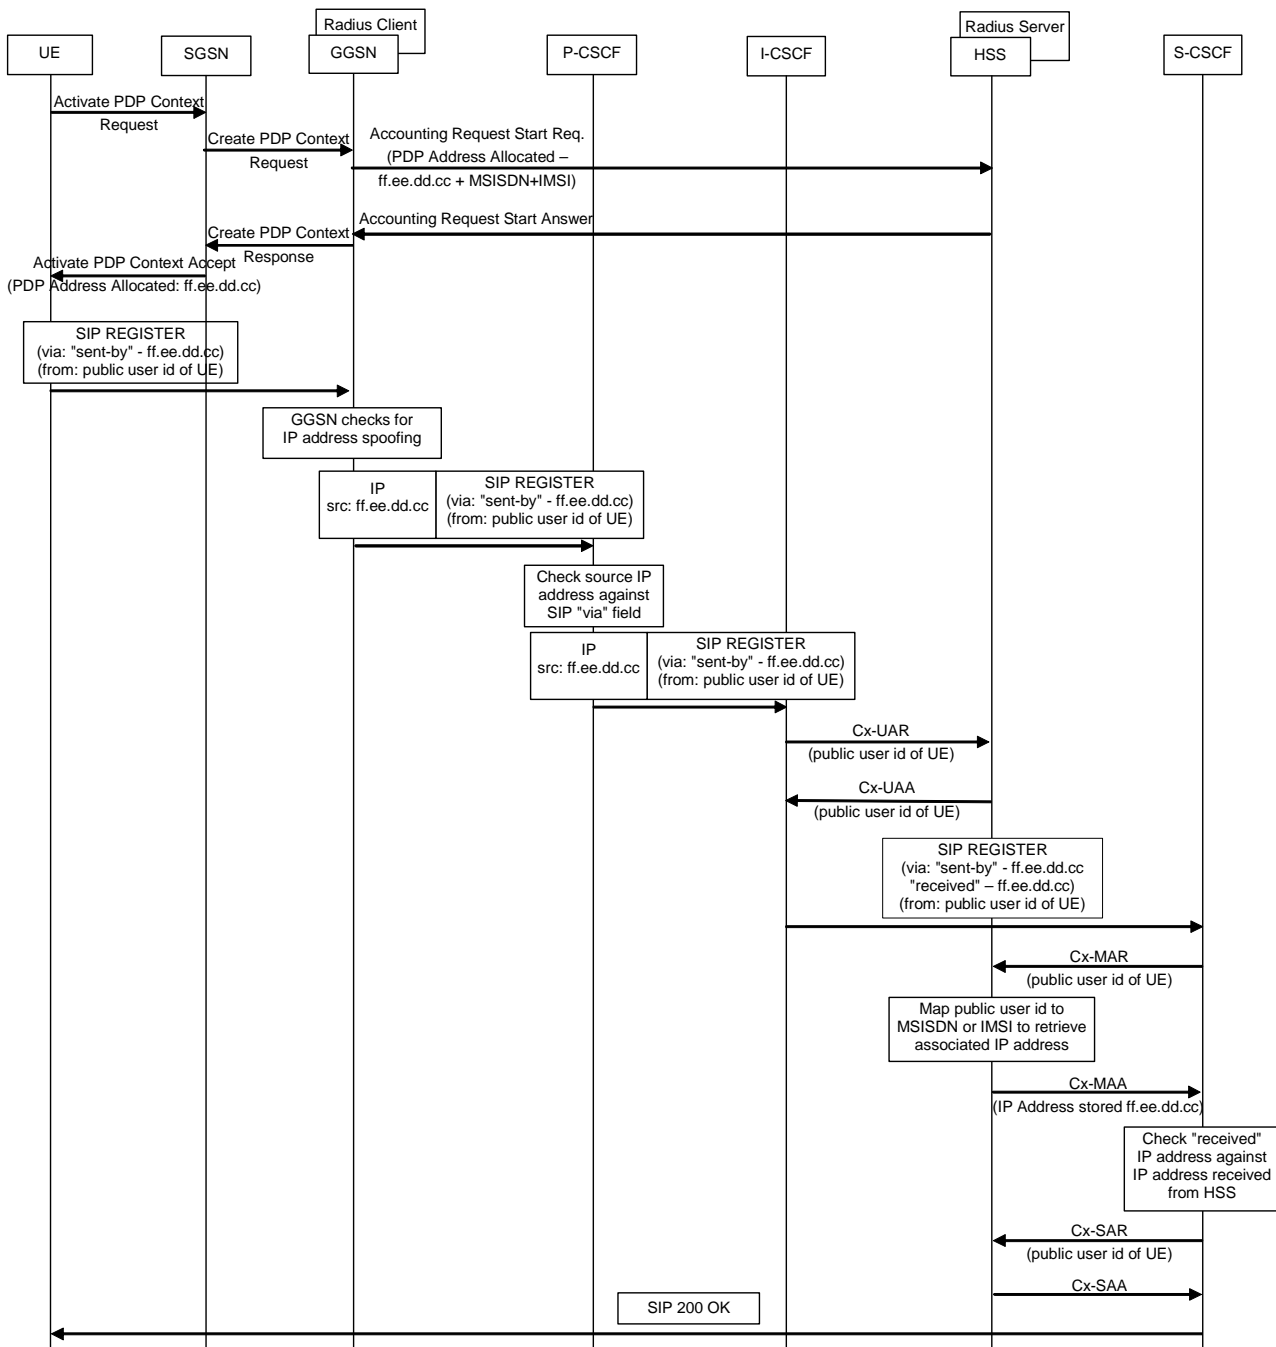 Radius Client
Radius Server
UE
SGSN
GGSN
P-CSCF
I-CSCF
HSS
S-CSCF
Activate PDP Context
Request
Create PDP Context
Request
Accounting Request Start Req.
(PDP Address Allocated –
ff.ee.dd.cc + MSISDN+IMSI)
Accounting Request Start Answer
Create PDP Context
Response
Activate PDP Context Accept
(PDP Address Allocated: ff.ee.dd.cc)
SIP REGISTER
(via: "sent-by" - ff.ee.dd.cc)
(from: public user id of UE)
GGSN checks for
IP address spoofing
IP
src: ff.ee.dd.cc
SIP REGISTER
(via: "sent-by" - ff.ee.dd.cc)
(from: public user id of UE)
Check source IP
address against
SIP "via" field
IP
src: ff.ee.dd.cc
SIP REGISTER
(via: "sent-by" - ff.ee.dd.cc)
(from: public user id of UE)
Cx-UAR
(public user id of UE)
Cx-UAA
(public user id of UE)
SIP REGISTER
(via: "sent-by" - ff.ee.dd.cc
"received" – ff.ee.dd.cc)
(from: public user id of UE)
Cx-MAR
(public user id of UE)
Map public user id to
MSISDN or IMSI to retrieve
associated IP address
Cx-MAA
(IP Address stored ff.ee.dd.cc)
Check "received"
IP address against
IP address received
from HSS
Cx-SAR
(public user id of UE)
Cx-SAA
SIP 200 OK